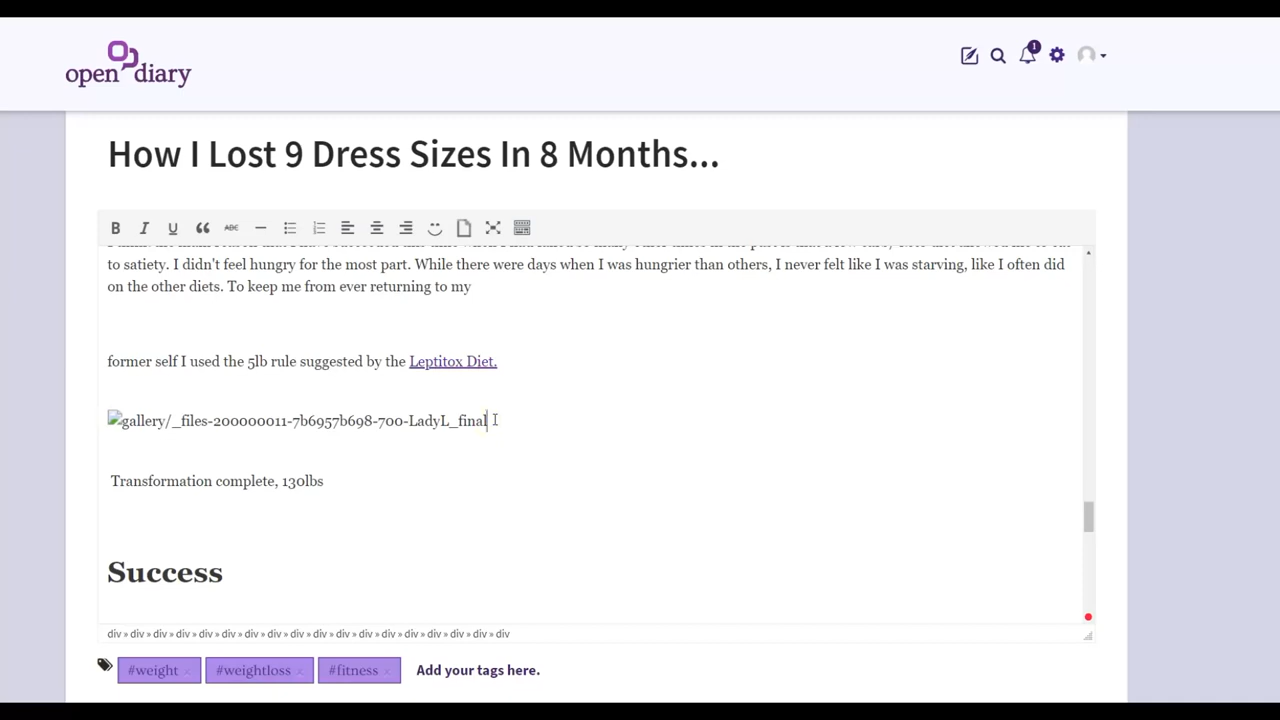 open diary
1
How I Lost 9 Dress Sizes In 8 Months...
B I U ABC
to satiety. I didn't feel hungry for the most part. While there were days when I was hungrier than others, I never felt like I was starving, like I often did
on the other diets. To keep me from ever returning to my
former self I used the 5lb rule suggested by the Leptitox Diet.
gallery/_files-200000011-7b6957b698-700-LadyL_final
Transformation complete, 130lbs
Success
div » div » div » div » div » div » div » div » div » div » div » div » div » div » div » div » div » div
#weight × #weightloss × #fitness × Add your tags here.